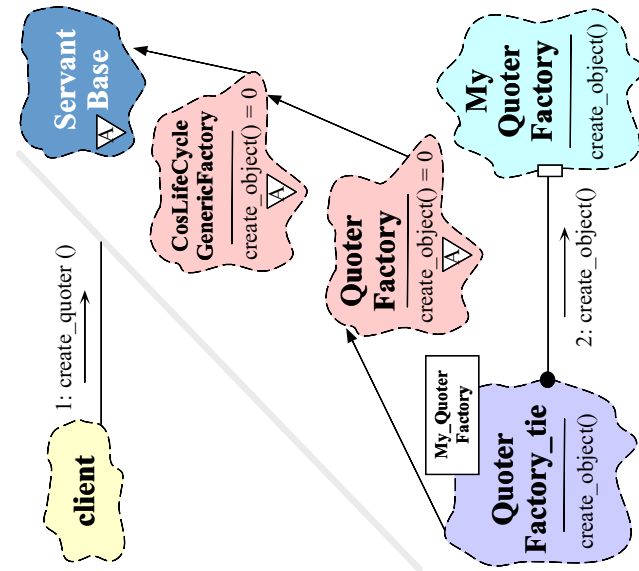 client
1: create_quoter ()
A
Servant
Base
CosLifeCycle
GenericFactory
create_object() = 0
A
Quoter
Factory
create_object() = 0
A
My_Quoter
Factory
Quoter
Factory_tie
create_object()
2: create_object()
My
Quoter
Factory
create_object()